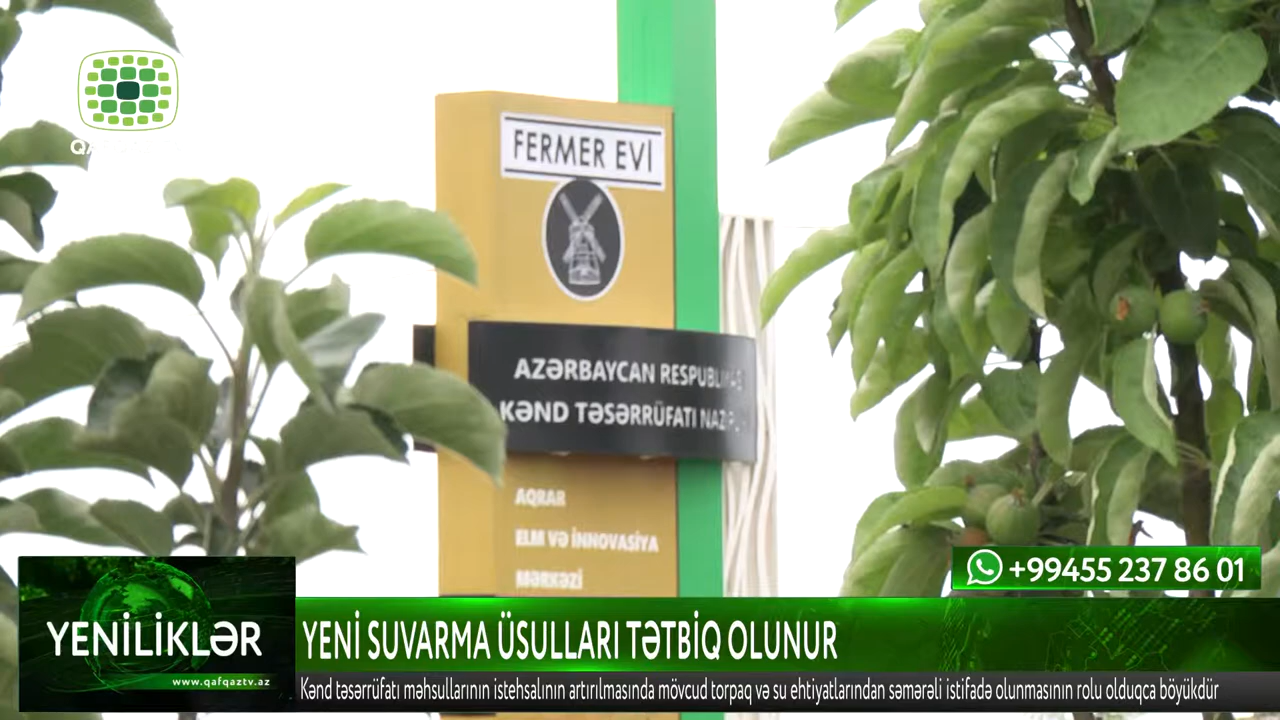 FERMER EVİ
AZƏRBAYCAN RESPUBLİKASI
KƏND TƏSƏRRÜFATI
AQRAR
ELM VƏ İNNOVASİYA
MƏRKƏZİ
+99455 237 86 01
YENİLİKLƏR
www.qafqaztv.az
YENİ SUVARMA ÜSULLARI TƏTBİQ OLUNUR
Kənd təsərrüfatı məhsullarının istehsalının artırılmasında mövcud torpaq və su ehtiyatlarından səmərəli istifadə olunmasının rolu olduqca böyükdür